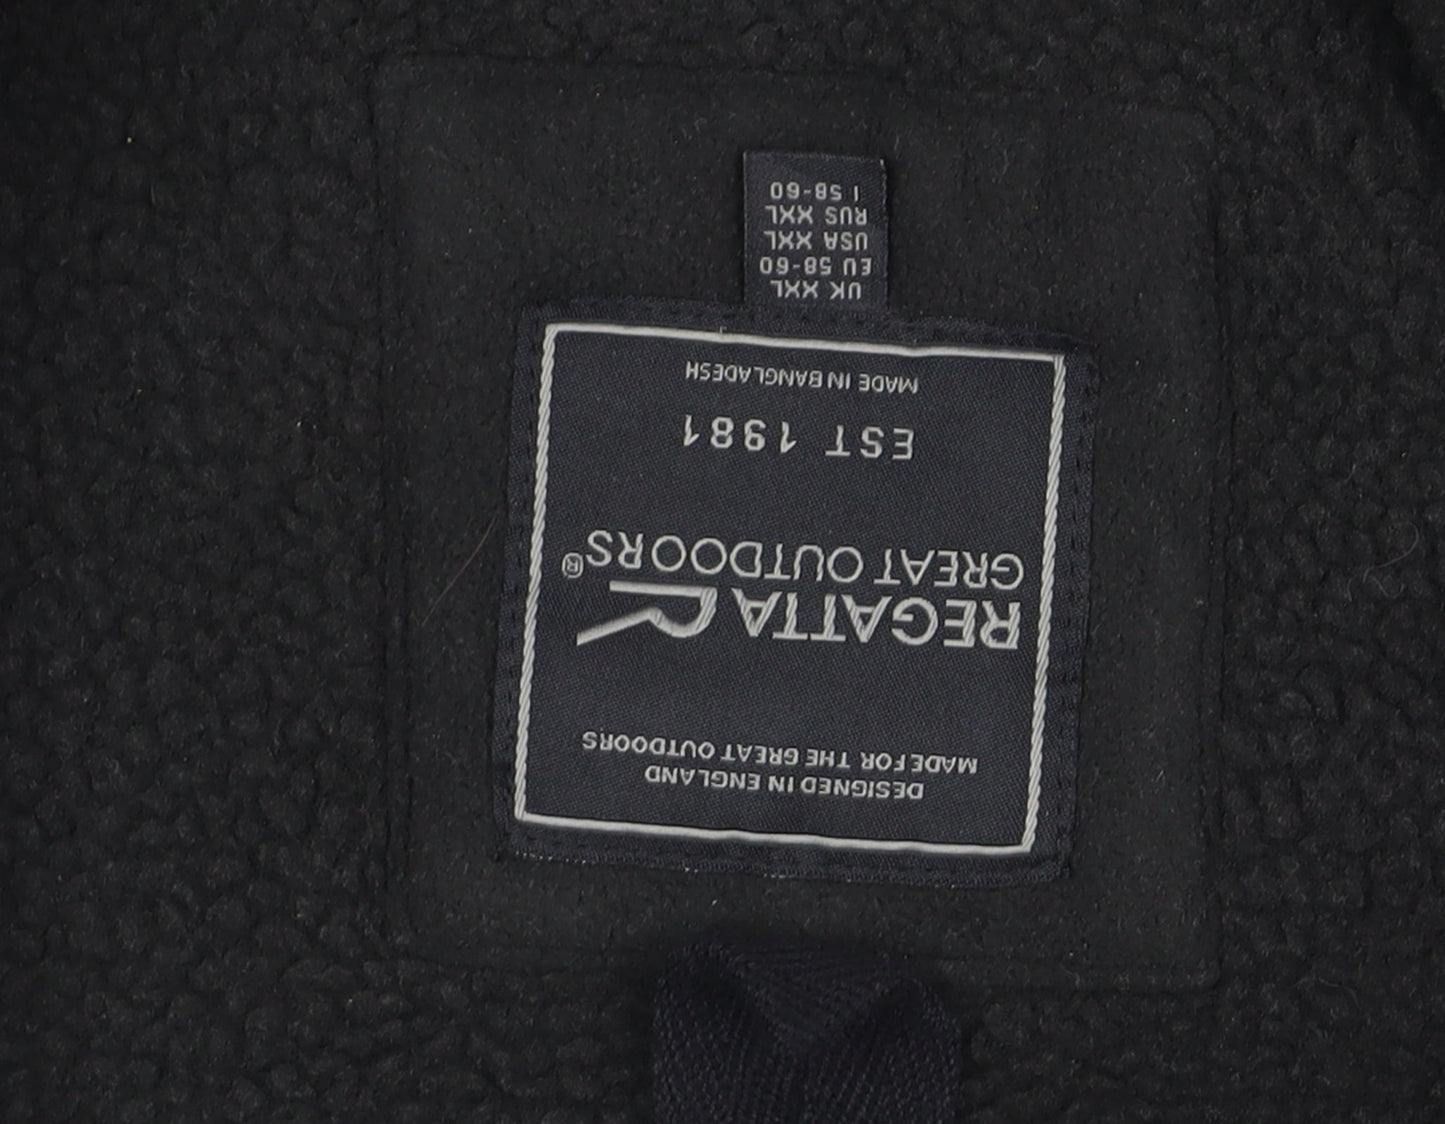 DESIGNED IN ENGLAND
MADE FOR THE GREAT OUTDOORS
REGATTA
GREAT OUTDOORS®
EST 1981
MADE IN BANGLADESH
UK XXL
EU 58-60
USA XXL
RUS XXL
I 58-60